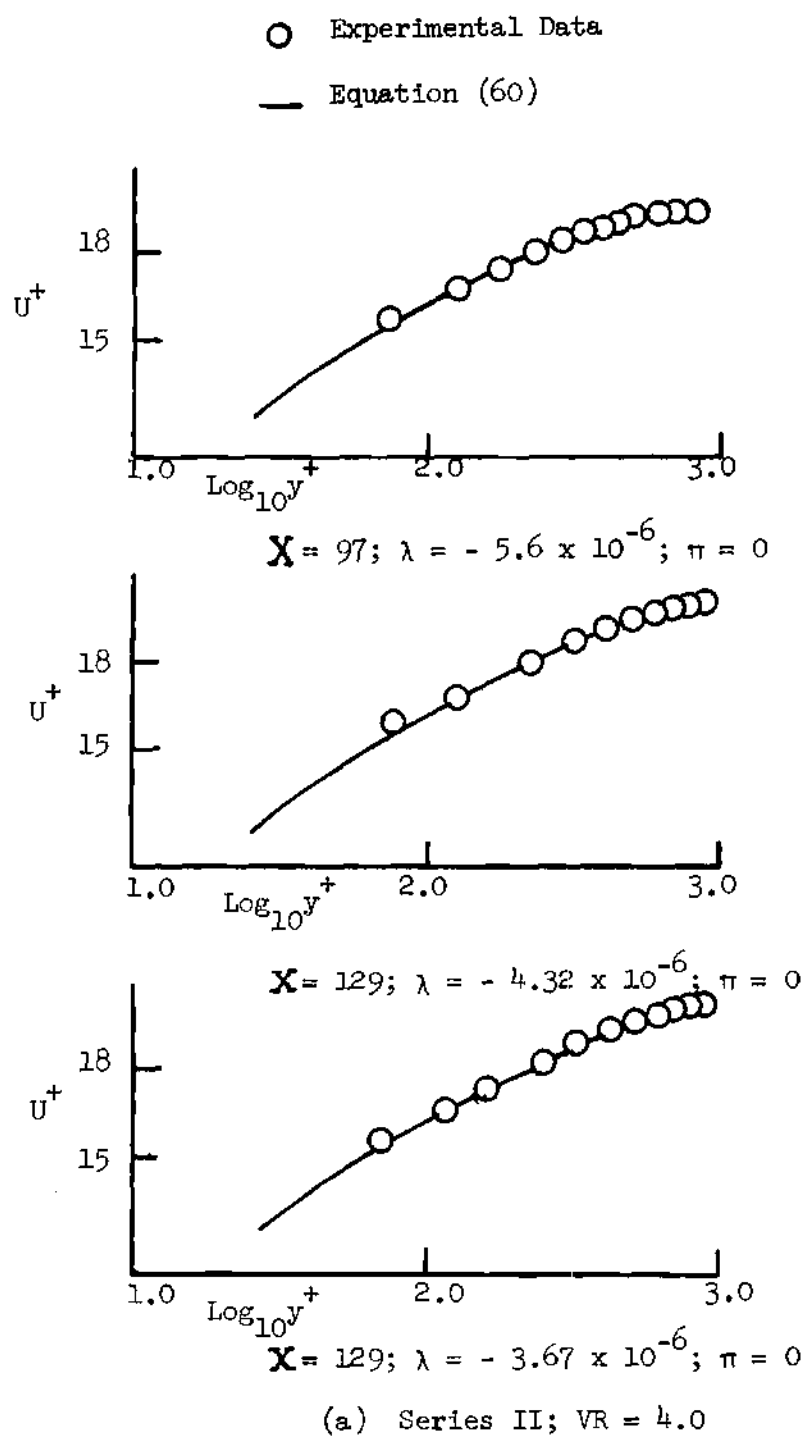 Experimental Data
Equation (60)
18
U⁺
15
1.0 Log₁₀y⁺ 2.0 3.0
X = 97; λ = - 5.6 x 10⁻⁶; π = 0
18
U⁺
15
1.0 Log₁₀y⁺ 2.0 3.0
X = 129; λ = - 4.32 x 10⁻⁶; π = 0
18
U⁺
15
1.0 Log₁₀y⁺ 2.0 3.0
X = 129; λ = - 3.67 x 10⁻⁶; π = 0
(a) Series II; VR = 4.0